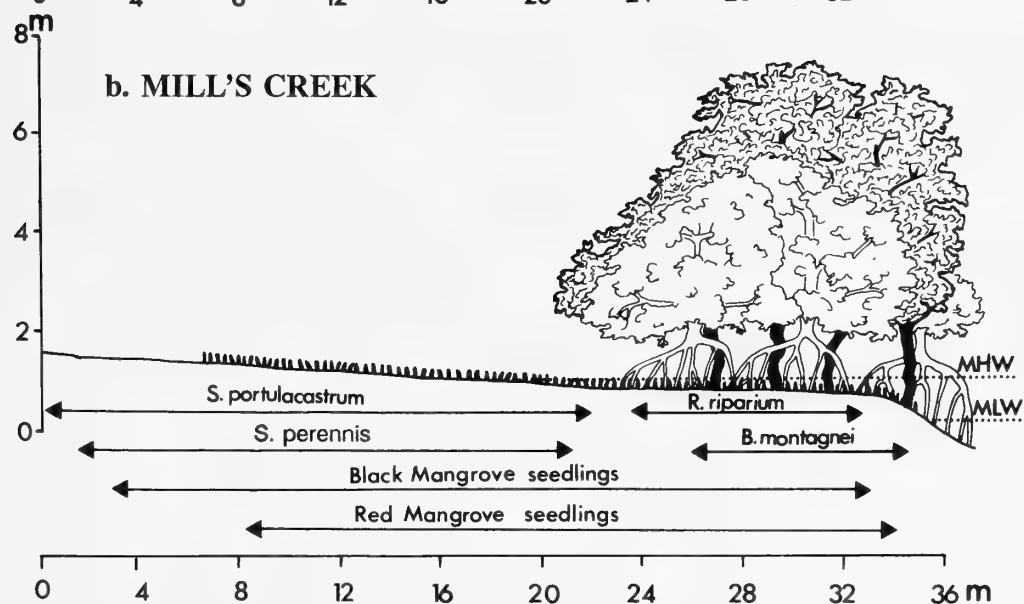 8 m
b. MILL'S CREEK
6
4
2
MHW
S. portulacastrum
R. riparium
MLW
0
S. perennis
B. montagnei
Black Mangrove seedlings
Red Mangrove seedlings
0 4 8 12 16 20 24 28 32 36 m